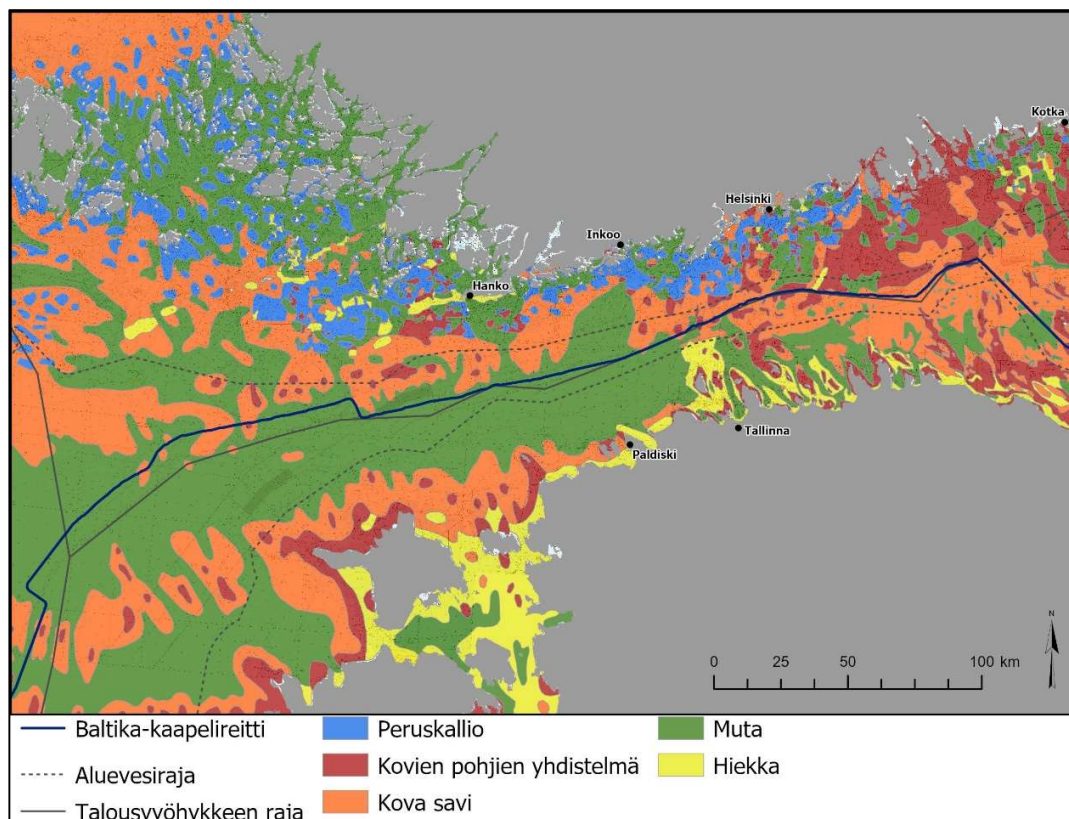 Kotka
Helsinki
Inkoo
Hanko
Tallinna
Paldiski
N
0 25 50 100 km
Baltika-kaapelireitti
Aluevesiraja
Talousvyöhykkeen raja
Peruskallio
Kovien pohjien yhdistelmä
Kova savi
Muta
Hiekka